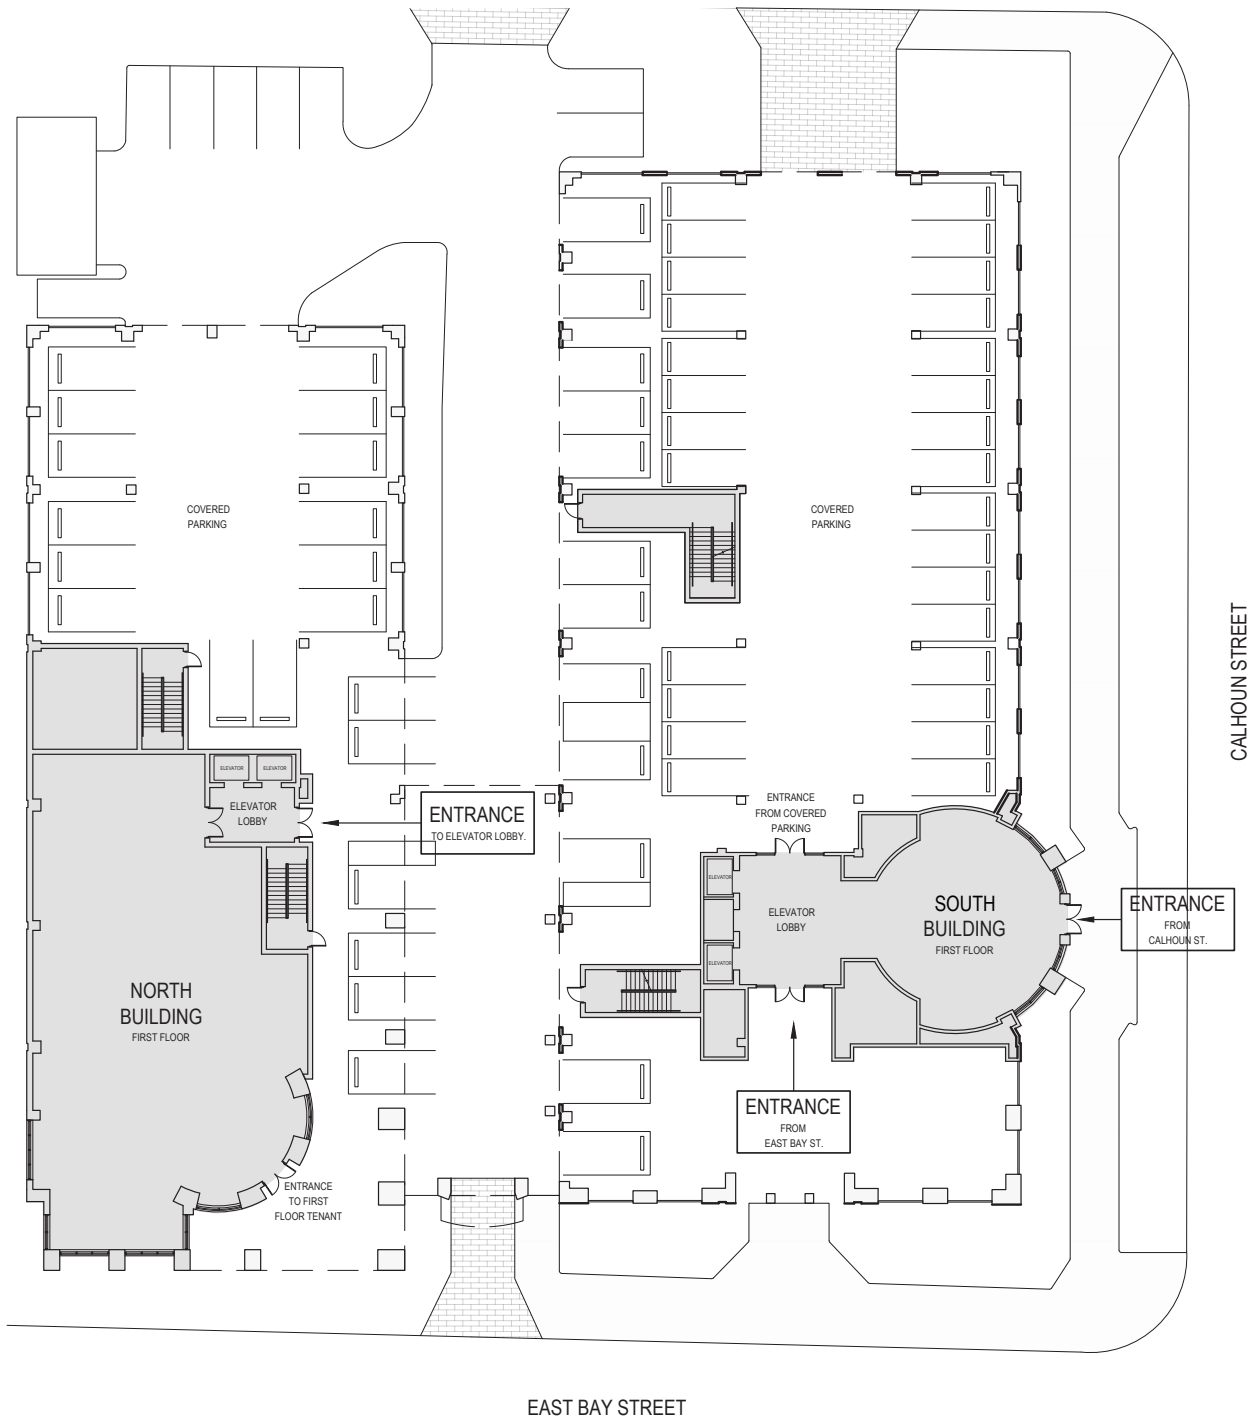 COVERED
PARKING
COVERED
PARKING
CALHOUN STREET
ELEVATOR
ELEVATOR
ELEVATOR
LOBBY
ENTRANCE
TO ELEVATOR LOBBY.
ENTRANCE
FROM COVERED
PARKING
ELEVATOR
ELEVATOR
LOBBY
ELEVATOR
SOUTH
BUILDING
FIRST FLOOR
ENTRANCE
FROM
CALHOUN ST.
NORTH
BUILDING
FIRST FLOOR
ENTRANCE
FROM
EAST BAY ST.
ENTRANCE
TO FIRST
FLOOR TENANT
EAST BAY STREET